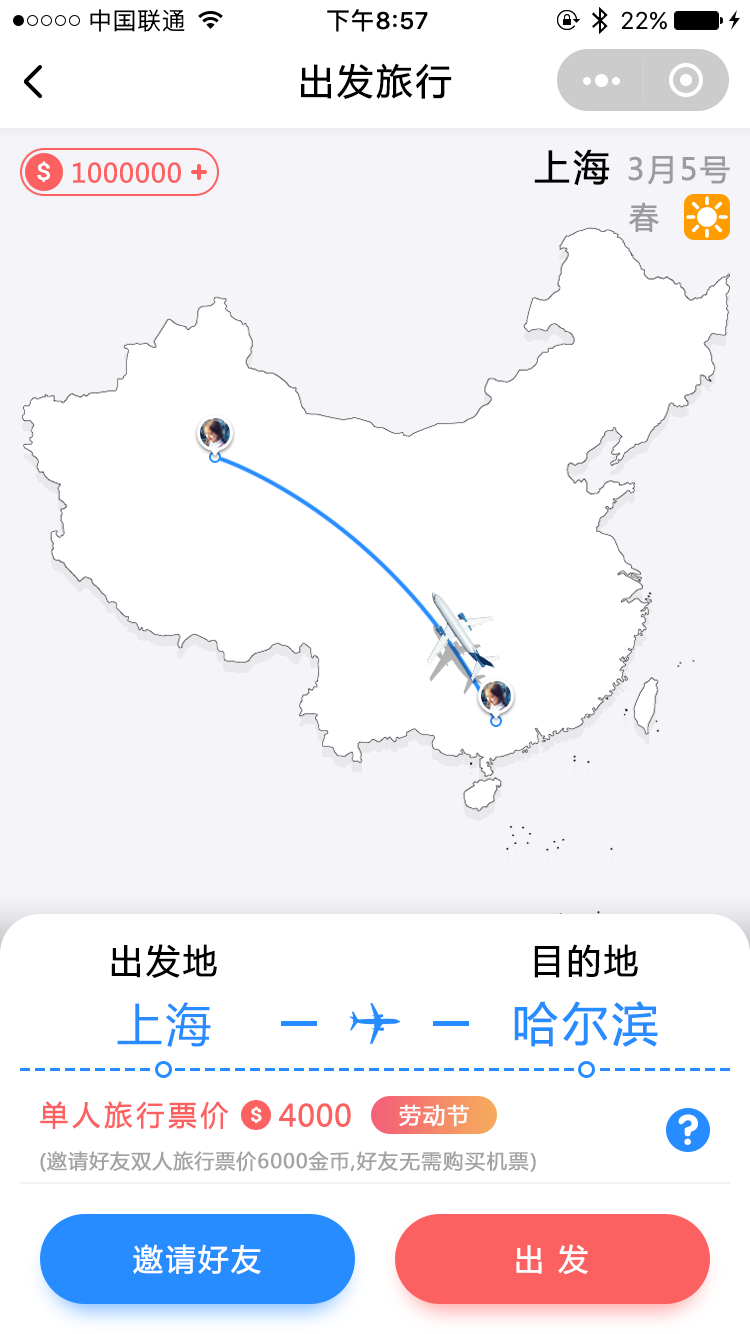 中国联通 下午8:57 22%
出发旅行
$ 1000000 + 上海 3月5号
春
出发地 目的地
上海 哈尔滨
单人旅行票价 $ 4000 劳动节 ?
(邀请好友双人旅行票价6000金币,好友无需购买机票)
邀请好友 出 发